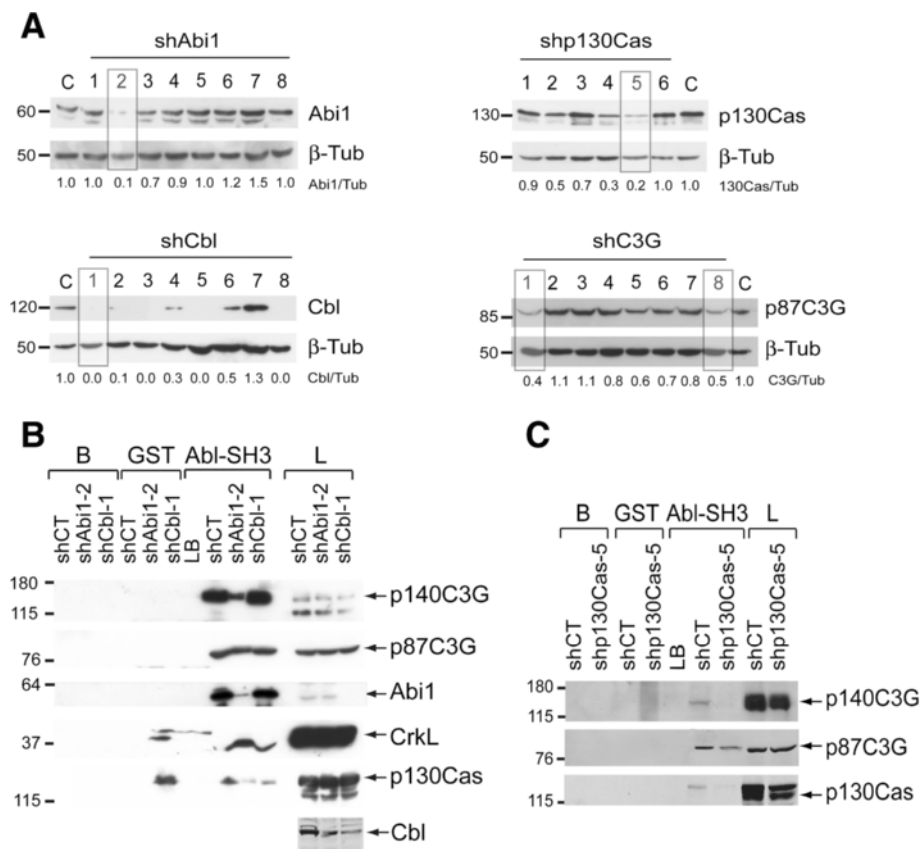 A
shAbi1
C 1 2 3 4 5 6 7 8
60
Abi1
50
β-Tub
1.0 1.0 0.1 0.7 0.9 1.0 1.2 1.5 1.0 Abi1/Tub
shp130Cas
1 2 3 4 5 6 C
130
p130Cas
50
β-Tub
0.9 0.5 0.7 0.3 0.2 1.0 1.0 130Cas/Tub
shCbl
C 1 2 3 4 5 6 7 8
120
Cbl
50
β-Tub
1.0 0.0 0.1 0.0 0.3 0.0 0.5 1.3 0.0 Cbl/Tub
shC3G
1 2 3 4 5 6 7 8 C
85
p87C3G
50
β-Tub
0.4 1.1 1.1 0.8 0.6 0.7 0.8 0.5 1.0 C3G/Tub
B
B GST Abl-SH3 L
shCT shAbi1-2 shCbl-1 shCT shAbi1-2 shCbl-1 LB shCT shAbi1-2 shCbl-1 shCT shAbi1-2 shCbl-1
180
p140C3G
115
p87C3G
76
64
Abi1
51
CrkL
37
p130Cas
115
Cbl
C
B GST Abl-SH3 L
shCT shp130Cas-5 shCT shp130Cas-5 LB shCT shp130Cas-5 shCT shp130Cas-5
180
p140C3G
115
p87C3G
76
p130Cas
115